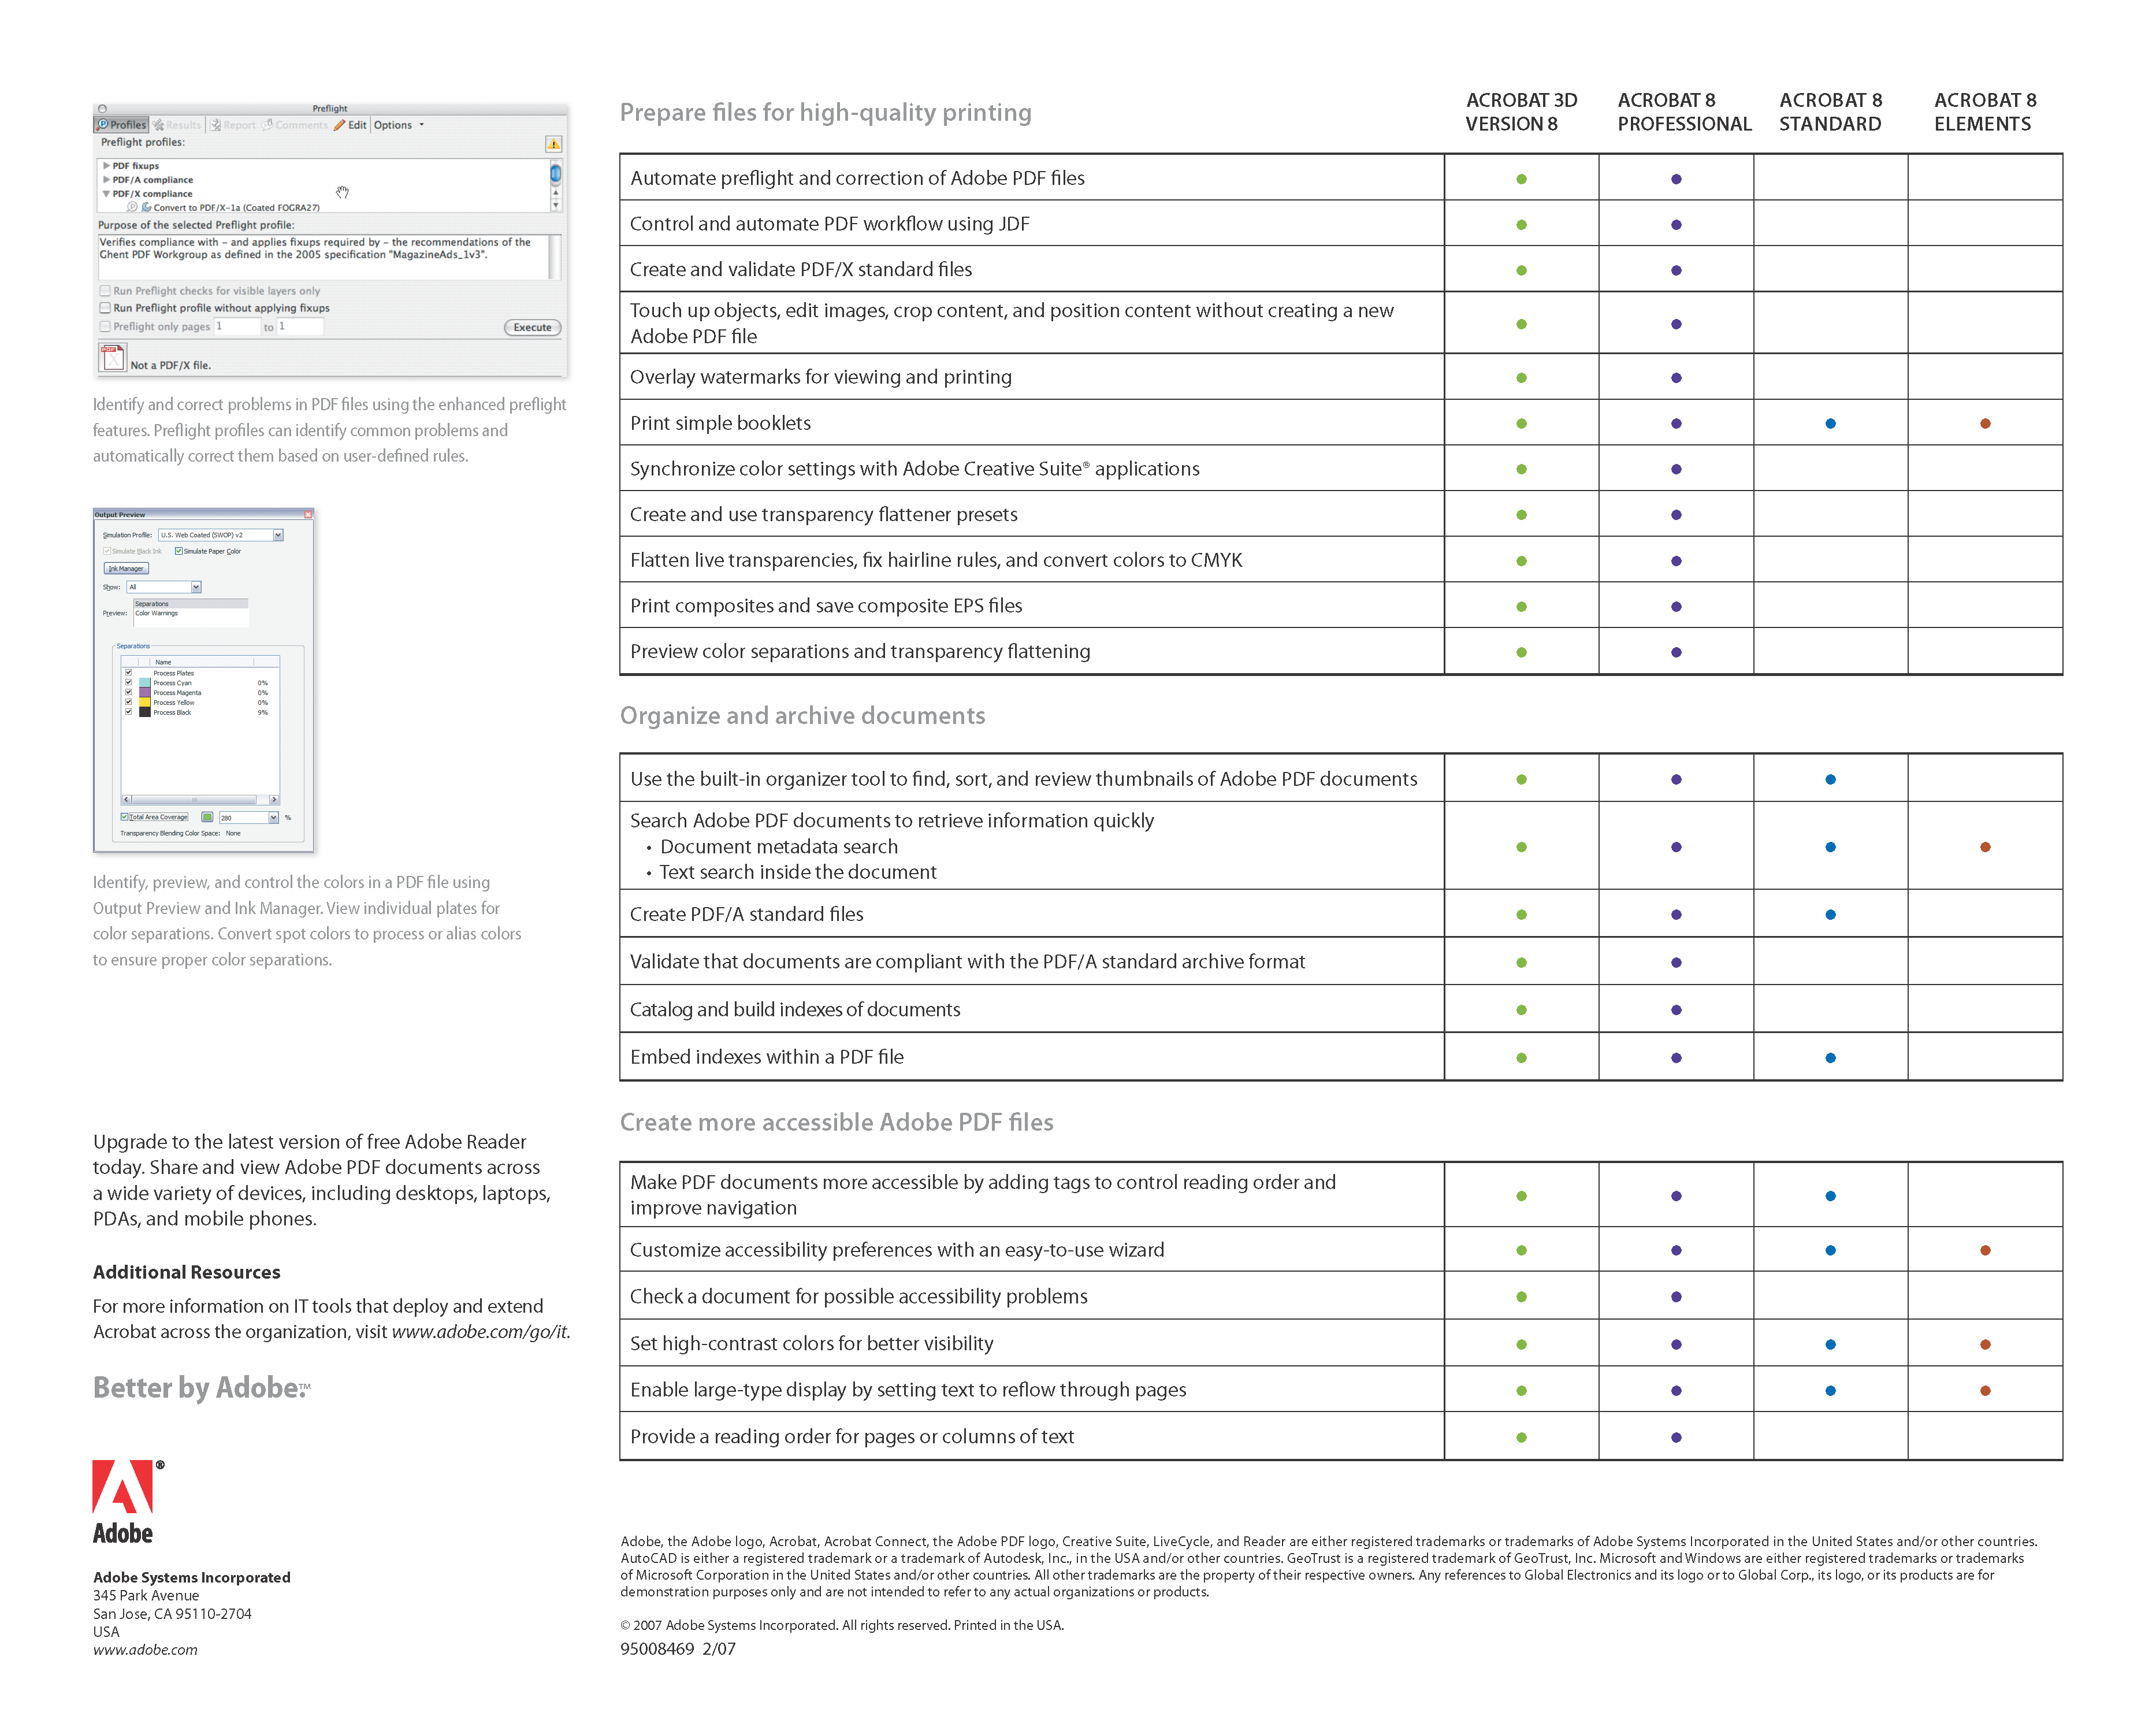 Preflight
Profiles Results Report Comments Edit Options
Preflight profiles:
PDF fixups
PDF/A compliance
PDF/X compliance
Convert to PDF/X-1a (Coated FOGRA27)
Purpose of the selected Preflight profile:
Verifies compliance with – and applies fixups required by – the recommendations of the
Ghent PDF Workgroup as defined in the 2005 specification "MagazineAds_1v3".
Run Preflight checks for visible layers only
Run Preflight profile without applying fixups
Preflight only pages 1 to 1
Execute
Not a PDF/X file.
Identify and correct problems in PDF files using the enhanced preflight
features. Preflight profiles can identify common problems and
automatically correct them based on user-defined rules.
Output Preview
Simulation Profile: U.S. Web Coated (SWOP) v2
Simulate Black Ink Simulate Paper Color
Ink Manager
Show: All
Separations
Preview: Color Warnings
Separations
Name
Process Plates
Process Cyan 0%
Process Magenta 0%
Process Yellow 0%
Process Black 9%
Total Area Coverage 280 %
Transparency Blending Color Space: None
Identify, preview, and control the colors in a PDF file using
Output Preview and Ink Manager. View individual plates for
color separations. Convert spot colors to process or alias colors
to ensure proper color separations.
Upgrade to the latest version of free Adobe Reader
today. Share and view Adobe PDF documents across
a wide variety of devices, including desktops, laptops,
PDAs, and mobile phones.
Additional Resources
For more information on IT tools that deploy and extend
Acrobat across the organization, visit www.adobe.com/go/it.
Better by Adobe.™
®
Adobe
Adobe Systems Incorporated
345 Park Avenue
San Jose, CA 95110-2704
USA
www.adobe.com
Prepare files for high-quality printing
ACROBAT 3D ACROBAT 8 ACROBAT 8 ACROBAT 8
VERSION 8 PROFESSIONAL STANDARD ELEMENTS
Automate preflight and correction of Adobe PDF files
Control and automate PDF workflow using JDF
Create and validate PDF/X standard files
Touch up objects, edit images, crop content, and position content without creating a new
Adobe PDF file
Overlay watermarks for viewing and printing
Print simple booklets
Synchronize color settings with Adobe Creative Suite® applications
Create and use transparency flattener presets
Flatten live transparencies, fix hairline rules, and convert colors to CMYK
Print composites and save composite EPS files
Preview color separations and transparency flattening
Organize and archive documents
Use the built-in organizer tool to find, sort, and review thumbnails of Adobe PDF documents
Search Adobe PDF documents to retrieve information quickly
• Document metadata search
• Text search inside the document
Create PDF/A standard files
Validate that documents are compliant with the PDF/A standard archive format
Catalog and build indexes of documents
Embed indexes within a PDF file
Create more accessible Adobe PDF files
Make PDF documents more accessible by adding tags to control reading order and
improve navigation
Customize accessibility preferences with an easy-to-use wizard
Check a document for possible accessibility problems
Set high-contrast colors for better visibility
Enable large-type display by setting text to reflow through pages
Provide a reading order for pages or columns of text
Adobe, the Adobe logo, Acrobat, Acrobat Connect, the Adobe PDF logo, Creative Suite, LiveCycle, and Reader are either registered trademarks or trademarks of Adobe Systems Incorporated in the United States and/or other countries.
AutoCAD is either a registered trademark or a trademark of Autodesk, Inc., in the USA and/or other countries. GeoTrust is a registered trademark of GeoTrust, Inc. Microsoft and Windows are either registered trademarks or trademarks
of Microsoft Corporation in the United States and/or other countries. All other trademarks are the property of their respective owners. Any references to Global Electronics and its logo or to Global Corp., its logo, or its products are for
demonstration purposes only and are not intended to refer to any actual organizations or products.
© 2007 Adobe Systems Incorporated. All rights reserved. Printed in the USA.
95008469 2/07